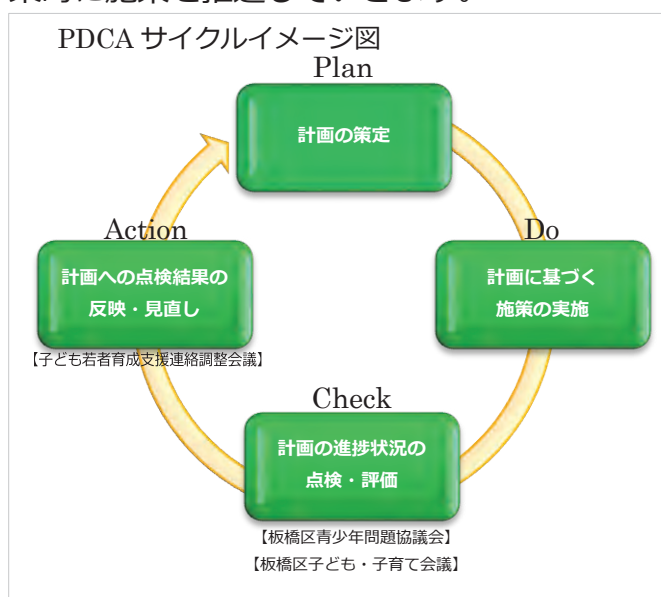 PDCA サイクルイメージ図
Plan
計画の策定
Do
計画に基づく
施策の実施
Check
計画の進捗状況の
点検・評価
【板橋区青少年問題協議会】
【板橋区子ども・子育て会議】
Action
計画への点検結果の
反映・見直し
【子ども若者育成支援連絡調整会議】